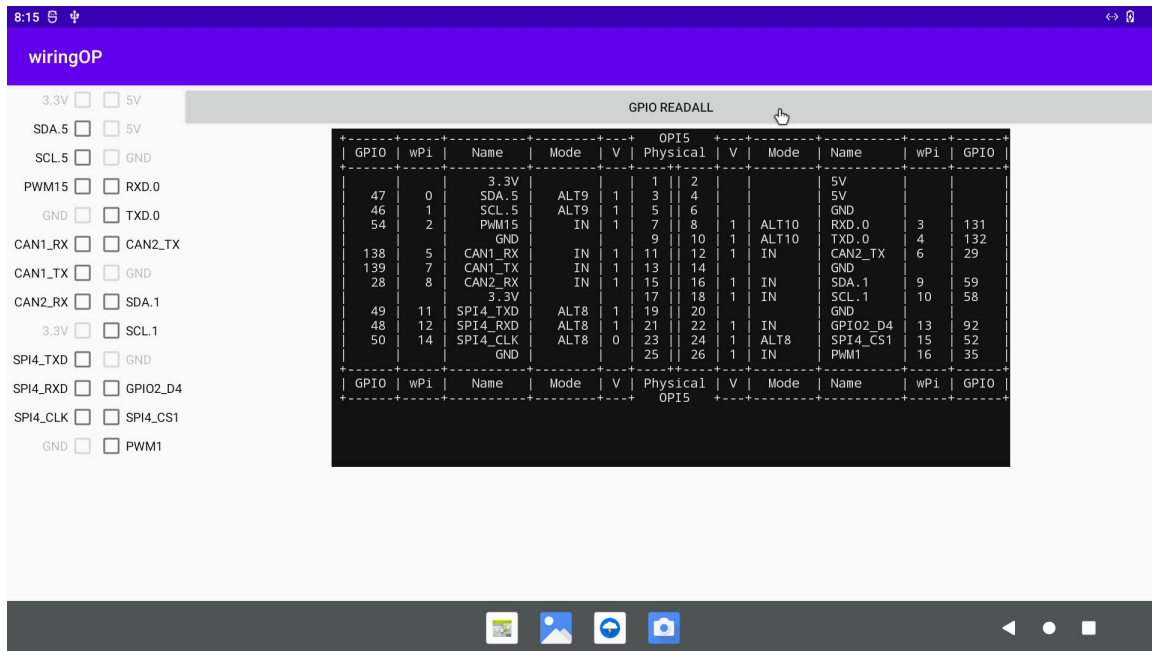 8:15
wiringOP
3.3V 5V
SDA.5 5V
SCL.5 GND
PWM15 RXD.0
GND TXD.0
CAN1_RX CAN2_TX
CAN1_TX GND
CAN2_RX SDA.1
3.3V SCL.1
SPI4_TXD GND
SPI4_RXD GPIO2_D4
SPI4_CLK SPI4_CS1
GND PWM1
GPIO READALL
+------+-----+----------+--------+---+ OPI5 +---+--------+----------+-----+------+
| GPIO | wPi | Name | Mode | V | Physical | V | Mode | Name | wPi | GPIO |
+------+-----+----------+--------+---+----++----+---+--------+----------+-----+------+
| | | 3.3V | | | 1 || 2 | | | 5V | | |
| 47 | 0 | SDA.5 | ALT9 | 1 | 3 || 4 | | | 5V | | |
| 46 | 1 | SCL.5 | ALT9 | 1 | 5 || 6 | | | GND | | |
| 54 | 2 | PWM15 | IN | 1 | 7 || 8 | 1 | ALT10 | RXD.0 | 3 | 131 |
| | | GND | | | 9 || 10 | 1 | ALT10 | TXD.0 | 4 | 132 |
| 138 | 5 | CAN1_RX | IN | 1 | 11 || 12 | 1 | IN | CAN2_TX | 6 | 29 |
| 139 | 7 | CAN1_TX | IN | 1 | 13 || 14 | | | GND | | |
| 28 | 8 | CAN2_RX | IN | 1 | 15 || 16 | 1 | IN | SDA.1 | 9 | 59 |
| | | 3.3V | | | 17 || 18 | 1 | IN | SCL.1 | 10 | 58 |
| 49 | 11 | SPI4_TXD | ALT8 | 1 | 19 || 20 | | | GND | | |
| 48 | 12 | SPI4_RXD | ALT8 | 1 | 21 || 22 | 1 | IN | GPIO2_D4 | 13 | 92 |
| 50 | 14 | SPI4_CLK | ALT8 | 0 | 23 || 24 | 1 | ALT8 | SPI4_CS1 | 15 | 52 |
| | | GND | | | 25 || 26 | 1 | IN | PWM1 | 16 | 35 |
+------+-----+----------+--------+---+----++----+---+--------+----------+-----+------+
| GPIO | wPi | Name | Mode | V | Physical | V | Mode | Name | wPi | GPIO |
+------+-----+----------+--------+---+ OPI5 +---+--------+----------+-----+------+